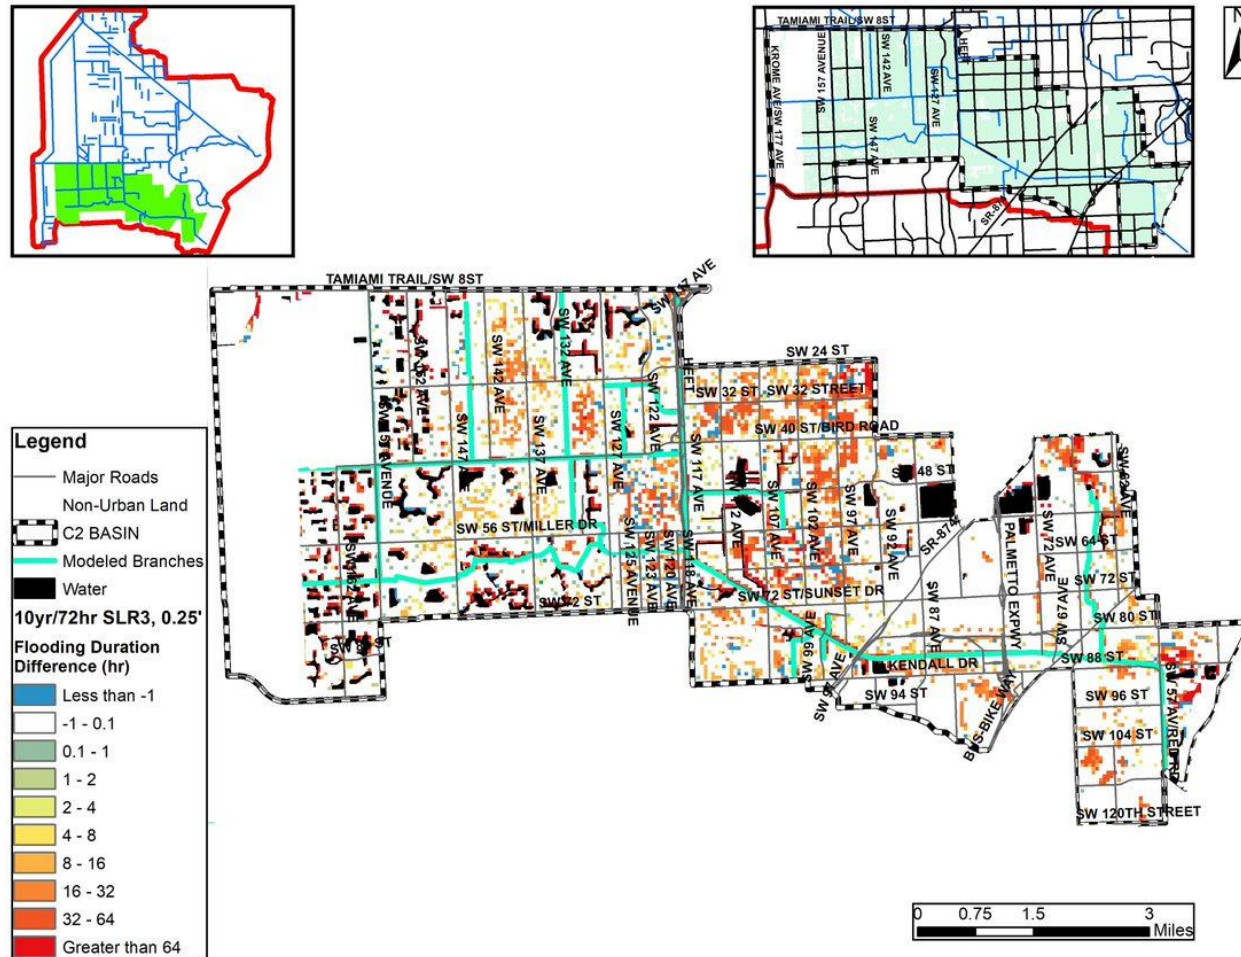 TAMIAMI TRAIL/SW 8ST
HEFT
KROME AVE/SW 177 AVE
SW 157 AVENUE
SW 142 AVE
SW 127 AVE
SW 147 AVE
SR-874
N
TAMIAMI TRAIL/SW 8ST
SW 132 AVE
SW 142 AVE
SW 122 AVE
HEFT
SW 24 ST
SW 32 ST
SW 32 STREET
SW 40 ST/BIRD ROAD
SW 137 AVE
SW 127 AVE
SW 117 AVE
48 ST
SW 56 ST/MILLER DR
SW 107 AVE
SW 102 AVE
SW 97 AVE
SW 92 AVE
SR-874
PALMETTO EXPWY
SW 72 AVE
SW 64 ST
SW 125 AVENUE
SW 123 AVE
SW 120 AVE
SW 118 AVE
SW 72 ST
SW 72 ST/SUNSET DR
SW 87 AVE
SW 67 AVE
SW 72 ST
SW 80 ST
SW 99 AVE
KENDALL DR
SW 88 ST
SW 94 ST
SW 96 ST
SW 104 ST
SW 57 AV/RED RD
SW 120TH STREET
Legend
Major Roads
Non-Urban Land
C2 BASIN
Modeled Branches
Water
10yr/72hr SLR3, 0.25'
Flooding Duration
Difference (hr)
Less than -1
-1 - 0.1
0.1 - 1
1 - 2
2 - 4
4 - 8
8 - 16
16 - 32
32 - 64
Greater than 64
0 0.75 1.5 3
Miles